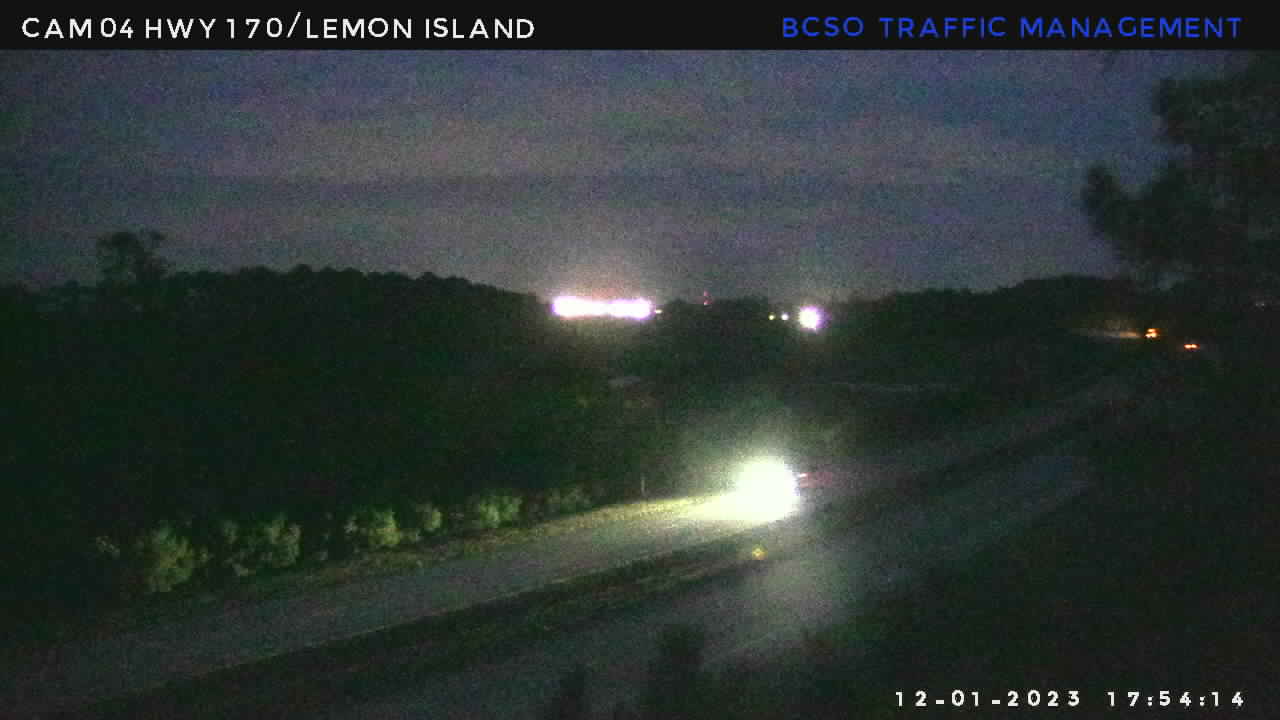 CAM04 HWY 170/LEMON ISLAND
BCSO TRAFFIC MANAGEMENT
12-01-2023 17:54:14